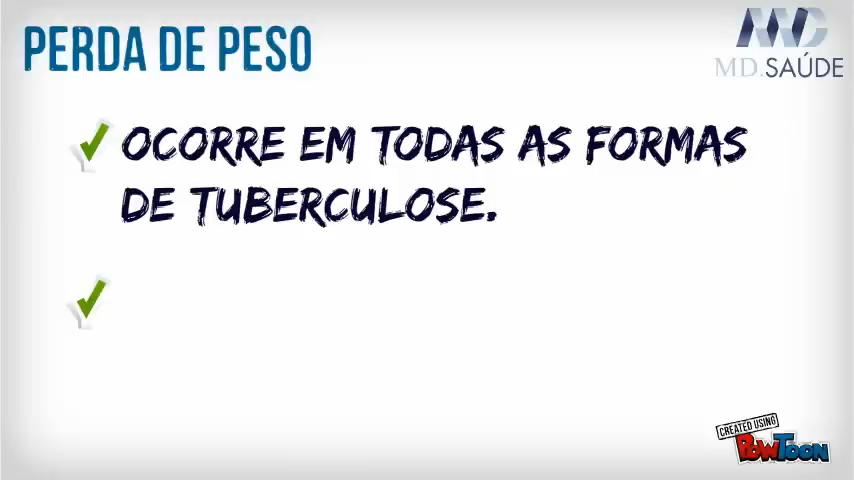 PERDA DE PESO
MD.SAÚDE
OCORRE EM TODAS AS FORMAS
DE TUBERCULOSE.
CREATED USING
POWTOON